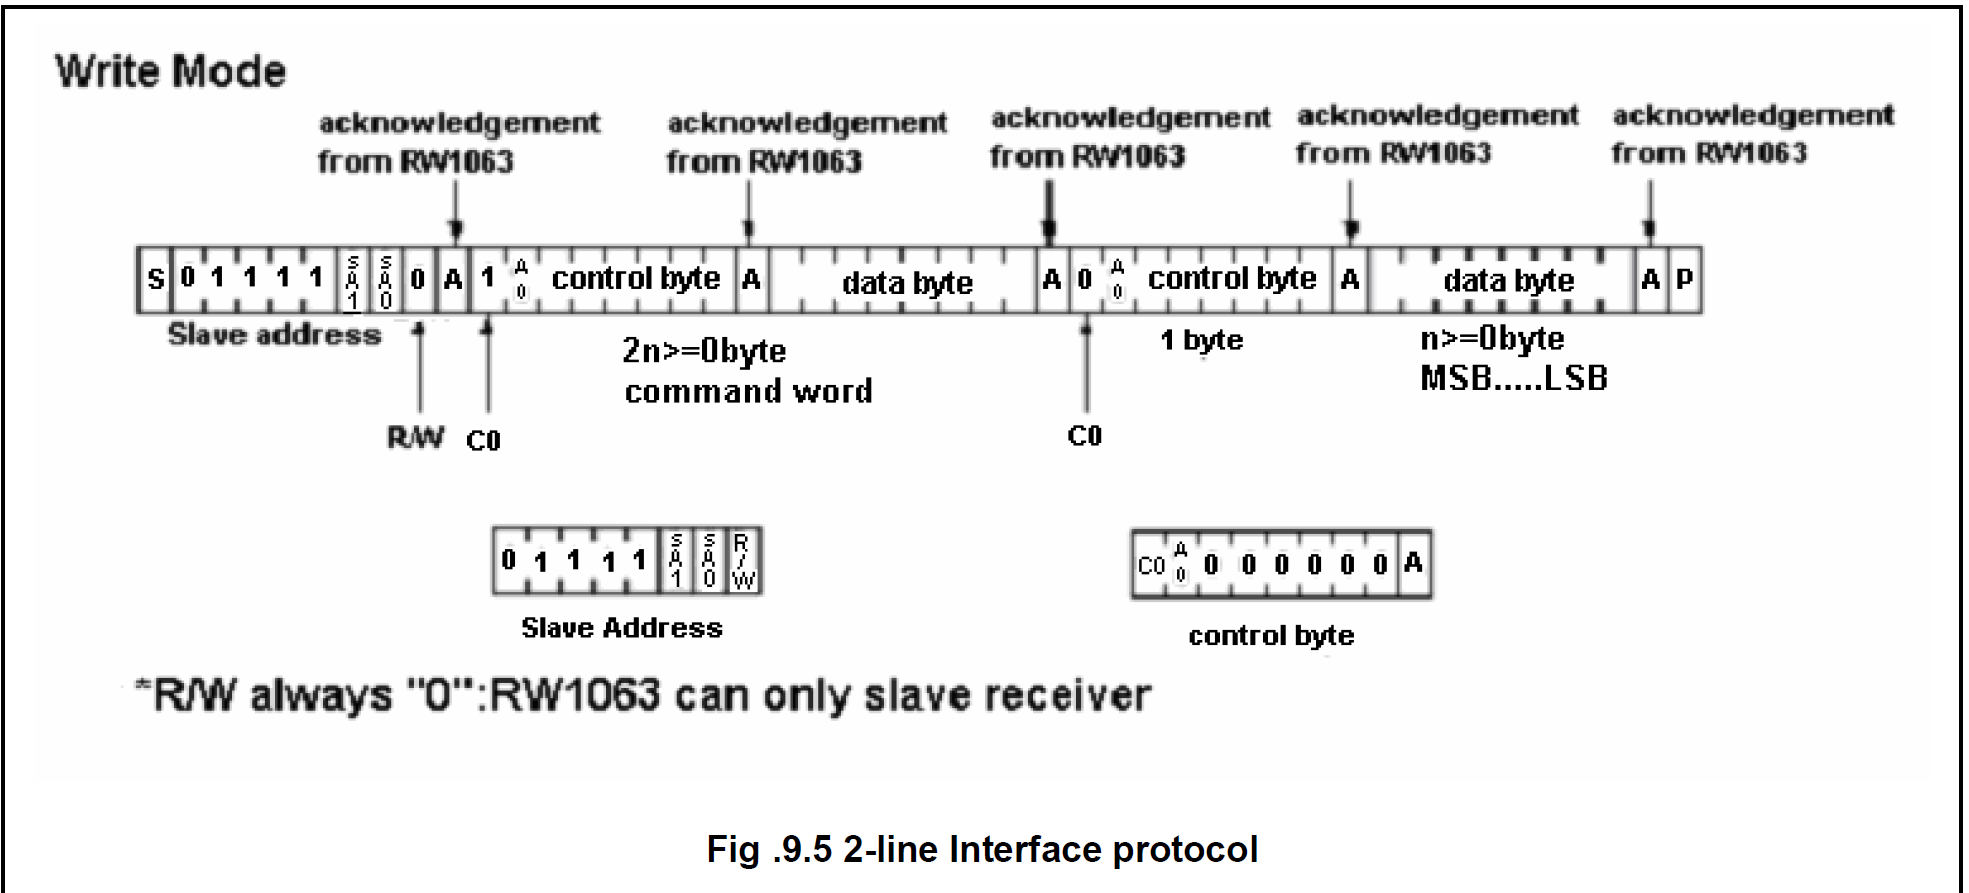 Write Mode
acknowledgement acknowledgement acknowledgement acknowledgement acknowledgement
from RW1063 from RW1063 from RW1063 from RW1063 from RW1063
S 0 1 1 1 1 SA1 SA0 0 A 1 A0 control byte A data byte A 0 A0 control byte A data byte A P
Slave address
2n>=0byte
command word
1 byte
n>=0byte
MSB.....LSB
R/W C0 C0
0 1 1 1 1 SA1 SA0 R/W
Slave Address
C0 A0 0 0 0 0 0 0 A
control byte
*R/W always "0":RW1063 can only slave receiver
Fig .9.5 2-line Interface protocol